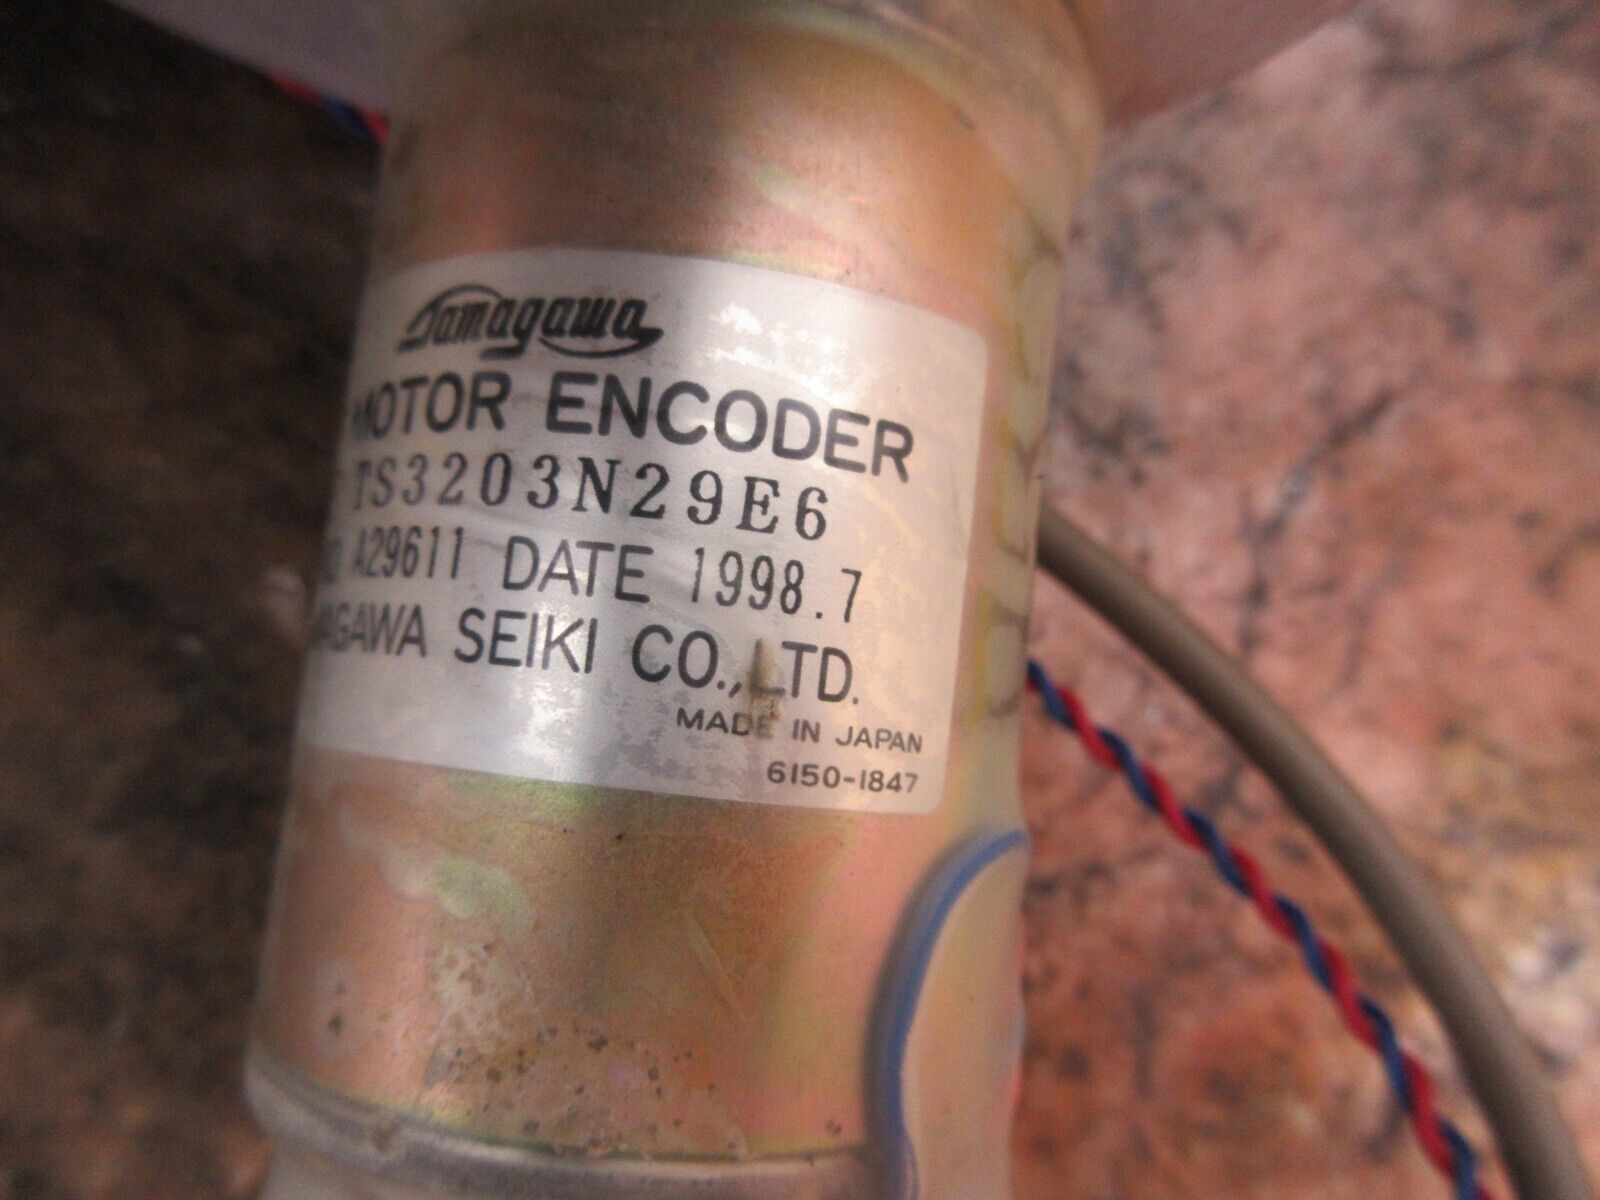 Tamagawa
MOTOR ENCODER
TS3203N29E6
A29611 DATE 1998.7
AGAWA SEIKI CO., LTD.
MADE IN JAPAN
6150-1847